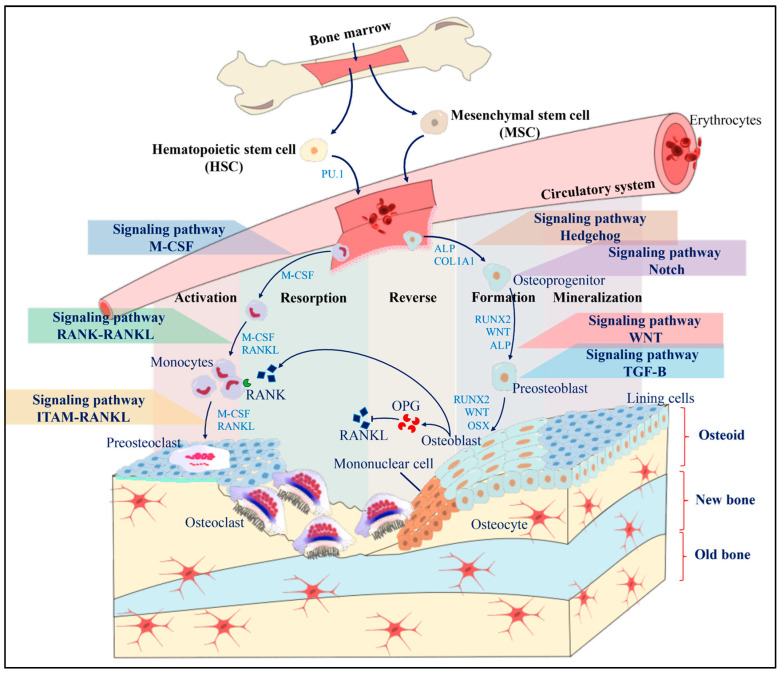 Bone marrow
Mesenchymal stem cell
(MSC)
Erythrocytes
Hematopoietic stem cell
(HSC)
PU.1
Circulatory system
Signaling pathway
M-CSF
Signaling pathway
Hedgehog
ALP
COL1A1
Signaling pathway
Notch
M-CSF
Osteoprogenitor
Activation
Resorption
Reverse
Formation
Mineralization
Signaling pathway
RANK-RANKL
M-CSF
RANKL
RUNX2
WNT
ALP
Signaling pathway
WNT
Signaling pathway
TGF-B
Monocytes
RANK
Preosteoblast
Signaling pathway
ITAM-RANKL
M-CSF
RANKL
OPG
RUNX2
WNT
OSX
Lining cells
Preosteoclast
RANKL
Osteoblast
Osteoid
Mononuclear cell
New bone
Osteoclast
Osteocyte
Old bone